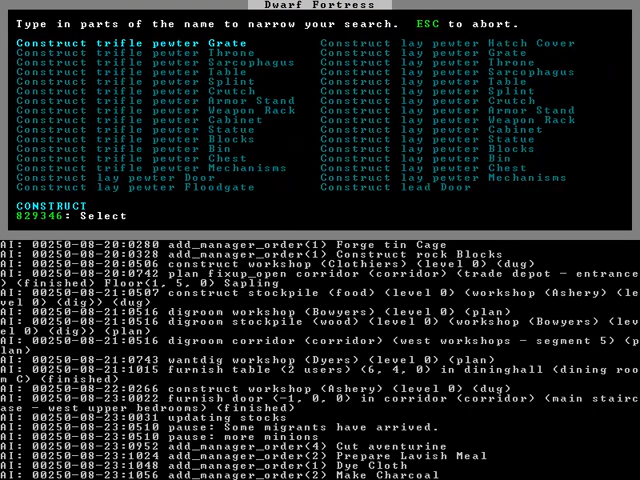 Dwarf Fortress
Type in parts of the name to narrow your search.  ESC to abort.
Construct trifle pewter Grate Construct lay pewter Hatch Cover
Construct trifle pewter Throne Construct lay pewter Grate
Construct trifle pewter Sarcophagus Construct lay pewter Throne
Construct trifle pewter Table Construct lay pewter Sarcophagus
Construct trifle pewter Splint Construct lay pewter Table
Construct trifle pewter Crutch Construct lay pewter Splint
Construct trifle pewter Armor Stand Construct lay pewter Crutch
Construct trifle pewter Weapon Rack Construct lay pewter Armor Stand
Construct trifle pewter Cabinet Construct lay pewter Weapon Rack
Construct trifle pewter Statue Construct lay pewter Cabinet
Construct trifle pewter Blocks Construct lay pewter Statue
Construct trifle pewter Bin Construct lay pewter Blocks
Construct trifle pewter Chest Construct lay pewter Bin
Construct trifle pewter Mechanisms Construct lay pewter Chest
Construct lay pewter Door Construct lay pewter Mechanisms
Construct lay pewter Floodgate Construct lead Door
CONSTRUCT
829346: Select
AI: 00250-08-20:0280 add_manager_order(1) Forge tin Cage
AI: 00250-08-20:0328 add_manager_order(1) Construct rock Blocks
AI: 00250-08-20:0506 construct workshop (Clothiers) (level 0) (dug)
AI: 00250-08-20:0742 plan fixup_open corridor (corridor) (trade depot - entrance
) (finished) Floor(1, 5, 0) Sapling
AI: 00250-08-21:0507 construct stockpile (food) (level 0) (workshop (Ashery) (le
vel 0) (dig)) (dug)
AI: 00250-08-21:0516 digroom workshop (Bowyers) (level 0) (plan)
AI: 00250-08-21:0516 digroom stockpile (wood) (level 0) (workshop (Bowyers) (lev
el 0) (dig)) (plan)
AI: 00250-08-21:0516 digroom corridor (corridor) (west workshops - segment 5) (p
lan)
AI: 00250-08-21:0743 wantdig workshop (Dyers) (level 0) (plan)
AI: 00250-08-21:1015 furnish table (2 users) (6, 4, 0) in dininghall (dining roo
m C) (finished)
AI: 00250-08-22:0266 construct workshop (Ashery) (level 0) (dug)
AI: 00250-08-23:0022 furnish door (-1, 0, 0) in corridor (corridor) (main stairc
ase - west upper bedrooms) (finished)
AI: 00250-08-23:0031 updating stocks
AI: 00250-08-23:0510 pause: Some migrants have arrived.
AI: 00250-08-23:0510 pause: more minions
AI: 00250-08-23:0952 add_manager_order(4) Cut aventurine
AI: 00250-08-23:1024 add_manager_order(2) Prepare Lavish Meal
AI: 00250-08-23:1048 add_manager_order(1) Dye Cloth
AI: 00250-08-23:1056 add_manager_order(2) Make Charcoal